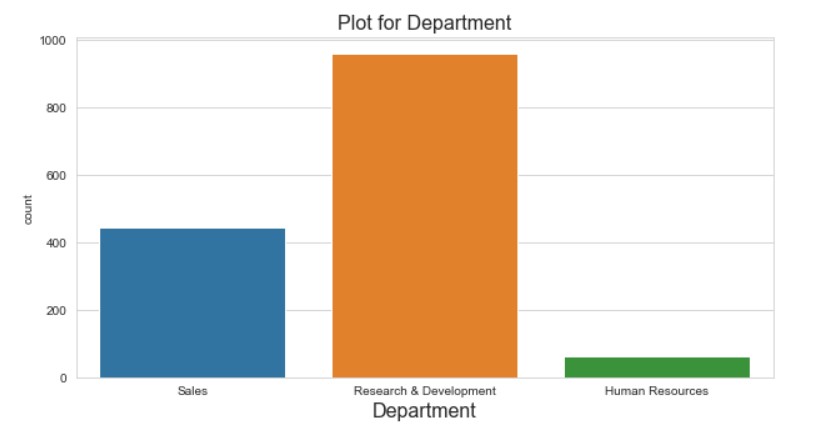 Plot for Department
1000
800
600
400
200
0
count
Sales
Research & Development
Human Resources
Department